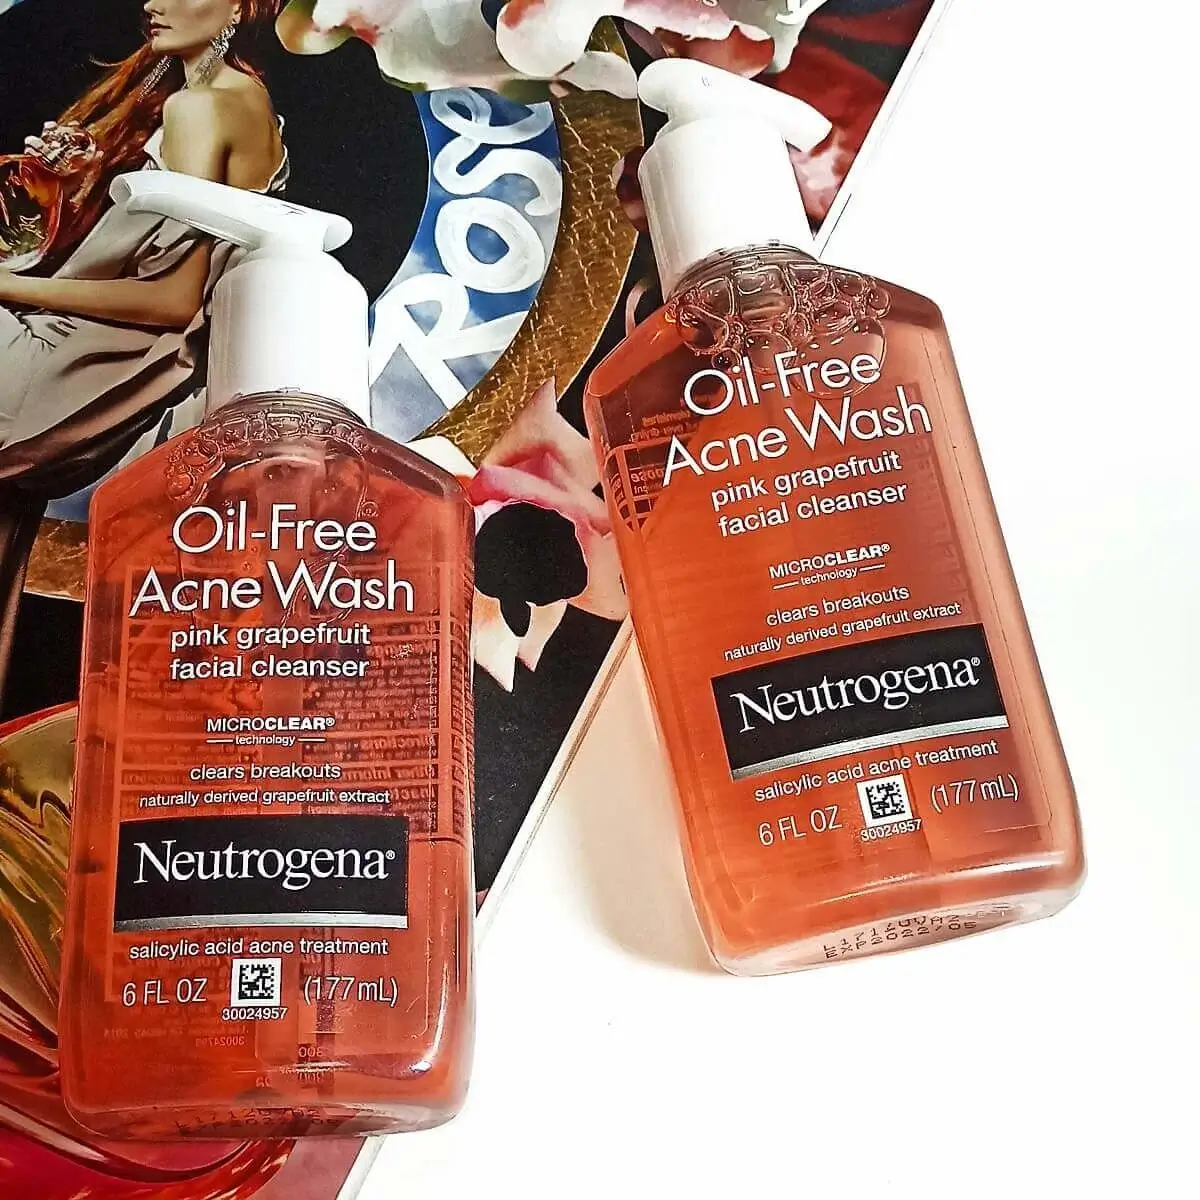 Rose
Oil-Free
Acne Wash
pink grapefruit
facial cleanser
MICROCLEAR®
technology
clears breakouts
naturally derived grapefruit extract
Neutrogena®
salicylic acid acne treatment
6 FL OZ (177 mL)
30024957
Oil-Free
Acne Wash
pink grapefruit
facial cleanser
MICROCLEAR®
technology
clears breakouts
naturally derived grapefruit extract
Neutrogena®
salicylic acid acne treatment
6 FL OZ (177 mL)
30024957
EXP2022/05